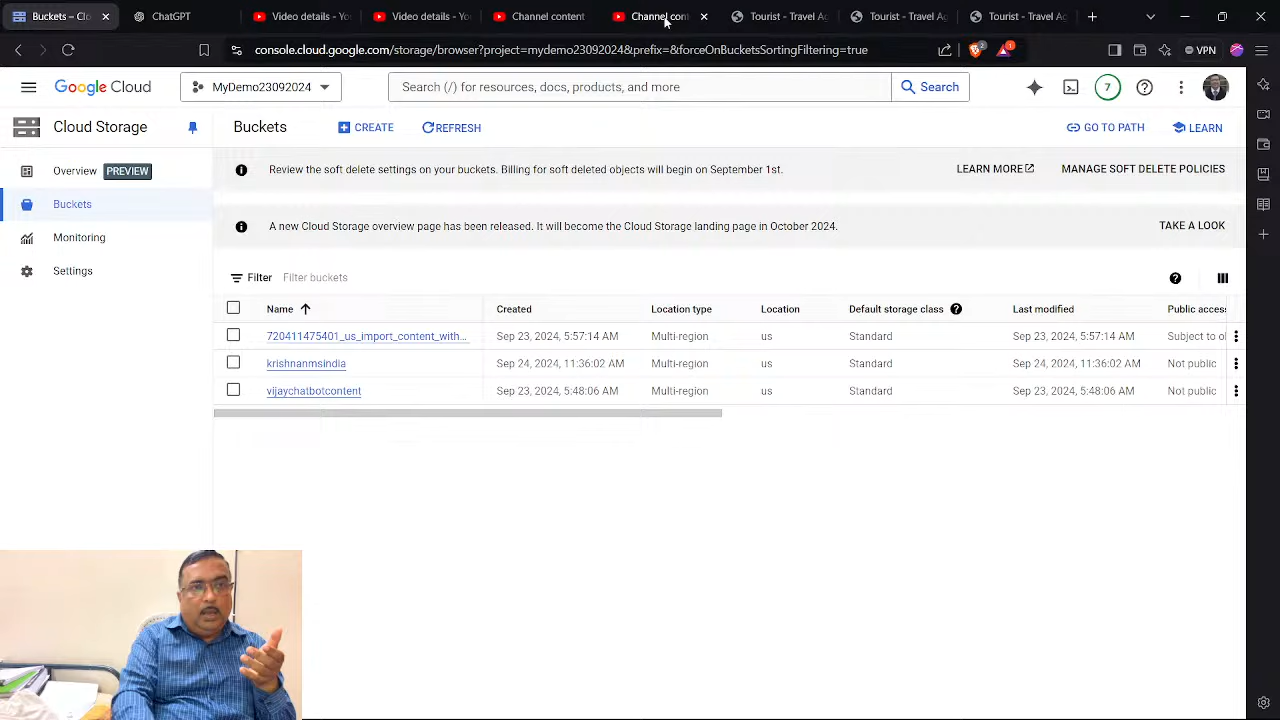 Buckets – Clo
ChatGPT
Video details - Yo
Video details - You
Channel content
Channel cont
Tourist - Travel Ag
Tourist - Travel Ag
Tourist - Travel Ag
console.cloud.google.com/storage/browser?project=mydemo23092024&prefix=&forceOnBucketsSortingFiltering=true
2
1
VPN
Google Cloud
MyDemo23092024
Search (/) for resources, docs, products, and more
Search
7
Cloud Storage
Buckets
CREATE
REFRESH
GO TO PATH
LEARN
Overview
PREVIEW
Buckets
Monitoring
Settings
Review the soft delete settings on your buckets. Billing for soft deleted objects will begin on September 1st.
LEARN MORE
MANAGE SOFT DELETE POLICIES
A new Cloud Storage overview page has been released. It will become the Cloud Storage landing page in October 2024.
TAKE A LOOK
Filter
Filter buckets
Name Created Location type Location Default storage class Last modified Public access
720411475401_us_import_content_with... Sep 23, 2024, 5:57:14 AM Multi-region us Standard Sep 23, 2024, 5:57:14 AM Subject to o
krishnanmsindia Sep 24, 2024, 11:36:02 AM Multi-region us Standard Sep 24, 2024, 11:36:02 AM Not public
vijaychatbotcontent Sep 23, 2024, 5:48:06 AM Multi-region us Standard Sep 23, 2024, 5:48:06 AM Not public